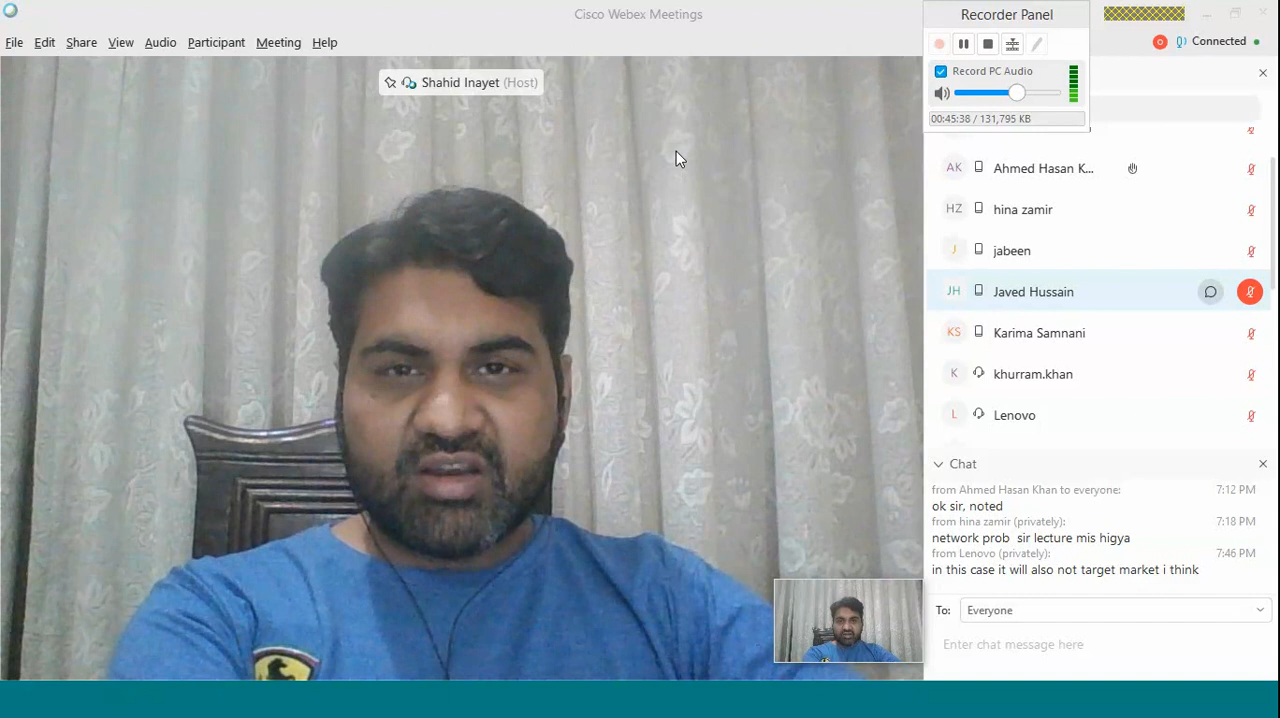 Cisco Webex Meetings
Recorder Panel
File Edit Share View Audio Participant Meeting Help
Connected
Record PC Audio
00:45:38 / 131,795 KB
Shahid Inayet (Host)
AK Ahmed Hasan K...
HZ hina zamir
J jabeen
JH Javed Hussain
KS Karima Samnani
K khurram.khan
L Lenovo
Chat
from Ahmed Hasan Khan to everyone: 7:12 PM
ok sir, noted
from hina zamir (privately): 7:18 PM
network prob sir lecture mis higya
from Lenovo (privately): 7:46 PM
in this case it will also not target market i think
To: Everyone
Enter chat message here